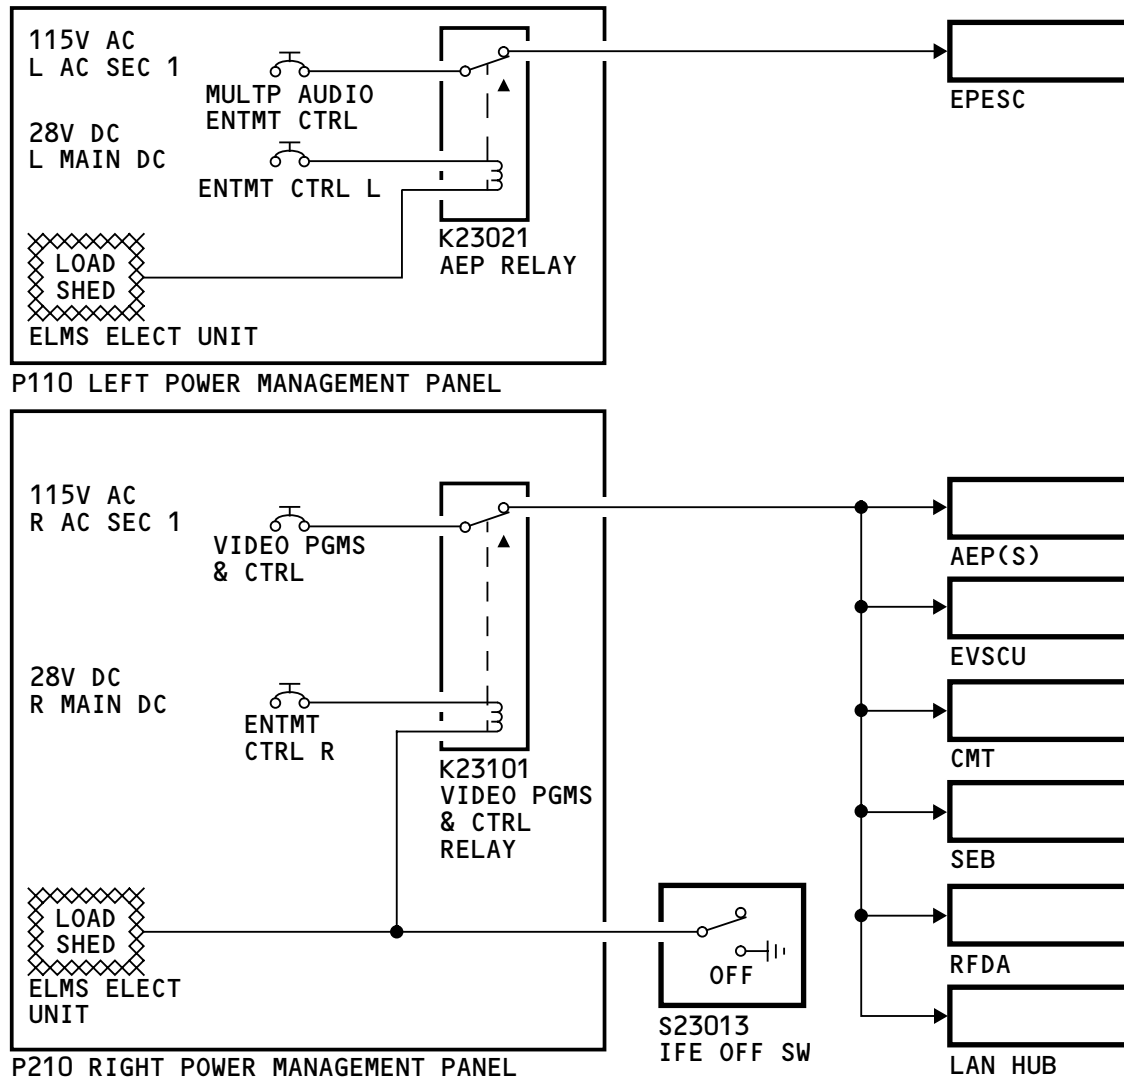 115V AC
L AC SEC 1
MULTP AUDIO
ENTMT CTRL
28V DC
L MAIN DC
ENTMT CTRL L
LOAD
SHED
ELMS ELECT UNIT
K23021
AEP RELAY
EPESC
P110 LEFT POWER MANAGEMENT PANEL
115V AC
R AC SEC 1
VIDEO PGMS
& CTRL
28V DC
R MAIN DC
ENTMT
CTRL R
K23101
VIDEO PGMS
& CTRL
RELAY
LOAD
SHED
ELMS ELECT
UNIT
OFF
S23013
IFE OFF SW
AEP(S)
EVSCU
CMT
SEB
RFDA
LAN HUB
P210 RIGHT POWER MANAGEMENT PANEL